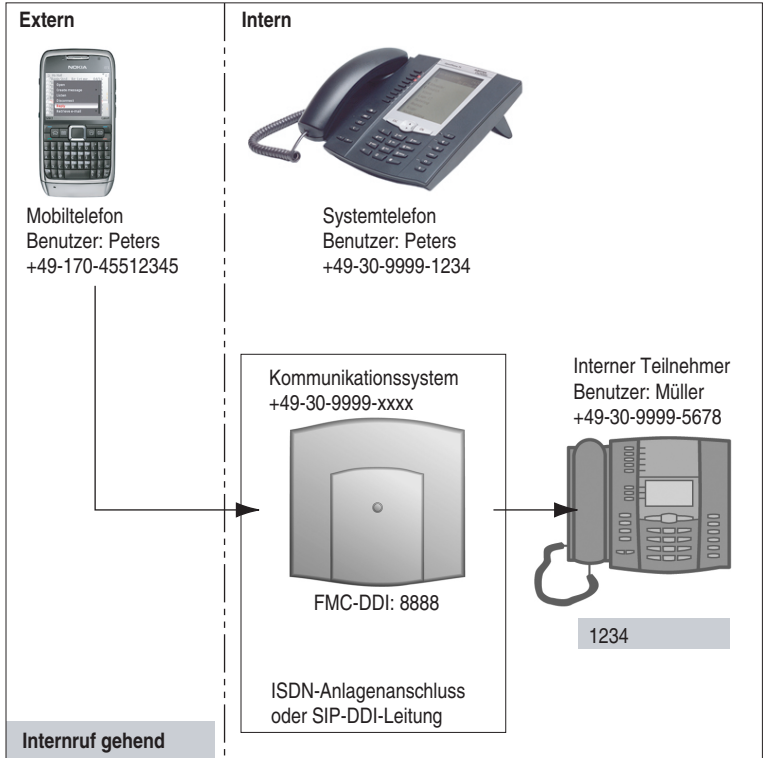 Extern
Intern
NOKIA
Mobiltelefon
Benutzer: Peters
+49-170-45512345
Systemtelefon
Benutzer: Peters
+49-30-9999-1234
Kommunikationssystem
+49-30-9999-xxxx
FMC-DDI: 8888
ISDN-Anlagenanschluss
oder SIP-DDI-Leitung
Interner Teilnehmer
Benutzer: Müller
+49-30-9999-5678
1234
Internruf gehend